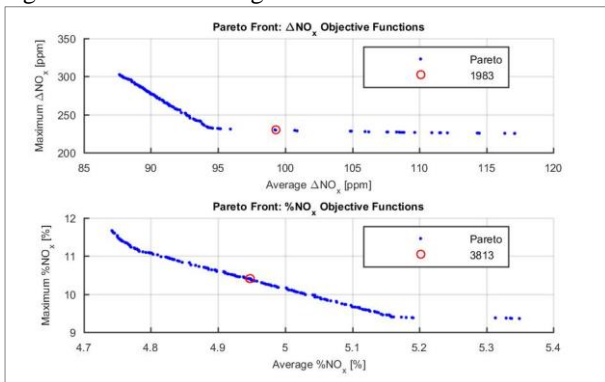 Pareto Front: ΔNOx Objective Functions
Maximum ΔNOx [ppm]
350
300
250
200
Pareto
1983
85 90 95 100 105 110 115 120
Average ΔNOx [ppm]
Pareto Front: %NOx Objective Functions
Maximum %NOx [%]
12
11
10
9
Pareto
3813
4.7 4.8 4.9 5 5.1 5.2 5.3 5.4
Average %NOx [%]